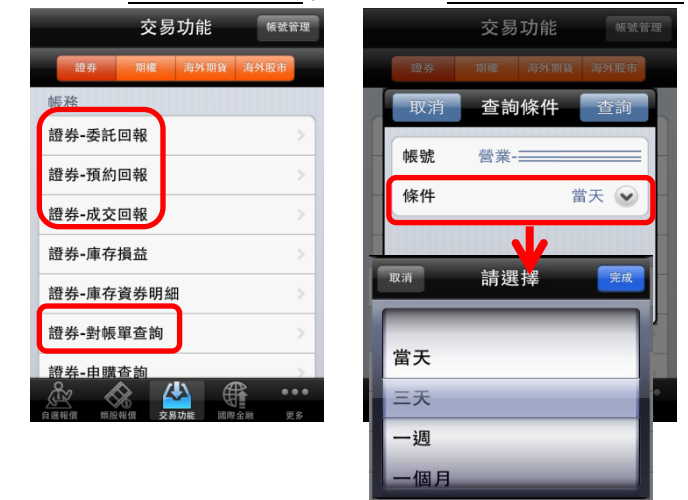 交易功能
帳號管理
證券
期權
海外期貨
海外股市
帳務
證券-委託回報
證券-預約回報
證券-成交回報
證券-庫存損益
證券-庫存資券明細
證券-對帳單查詢
證券-申購查詢
自選報價
類股報價
交易功能
國際金融
更多
交易功能
帳號管理
證券
期權
海外期貨
海外股市
取消
查詢條件
查詢
帳號
營業-
條件
當天
取消
請選擇
完成
當天
三天
一週
一個月